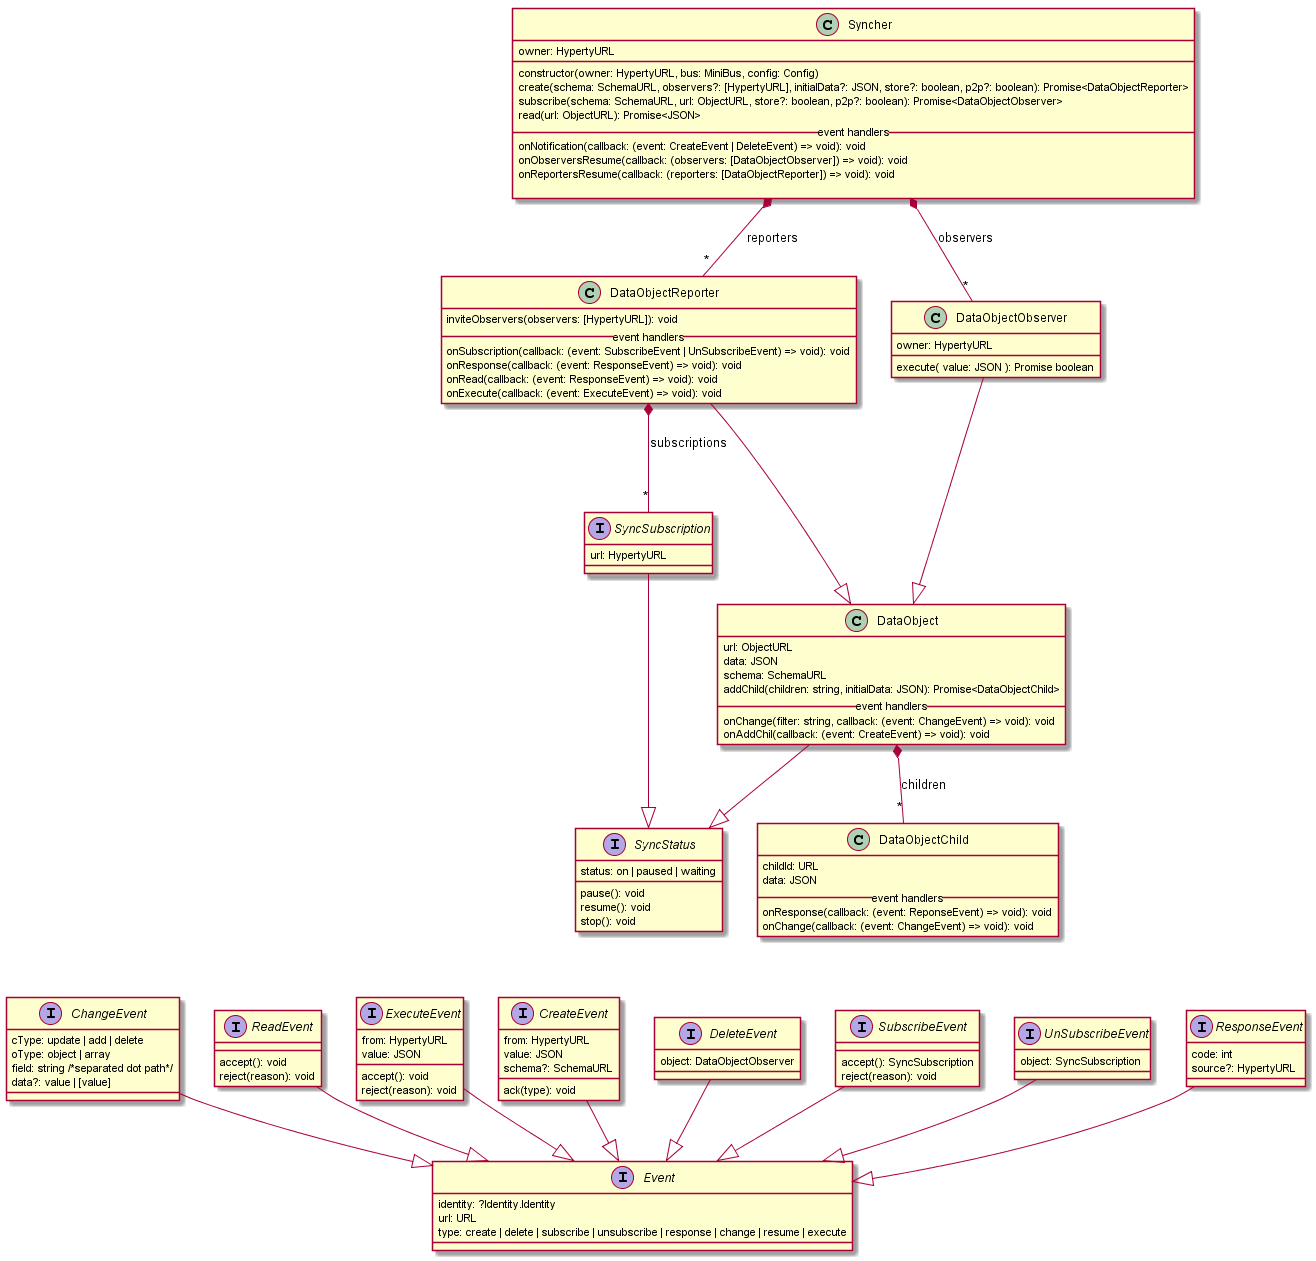 C Syncher
owner: HypertyURL
constructor(owner: HypertyURL, bus: MiniBus, config: Config)
create(schema: SchemaURL, observers?: [HypertyURL], initialData?: JSON, store?: boolean, p2p?: boolean): Promise<DataObjectReporter>
subscribe(schema: SchemaURL, url: ObjectURL, store?: boolean, p2p?: boolean): Promise<DataObjectObserver>
read(url: ObjectURL): Promise<JSON>
event handlers
onNotification(callback: (event: CreateEvent | DeleteEvent) => void): void
onObserversResume(callback: (observers: [DataObjectObserver]) => void): void
onReportersResume(callback: (reporters: [DataObjectReporter]) => void): void
reporters
*
observers
*
C DataObjectReporter
inviteObservers(observers: [HypertyURL]): void
event handlers
onSubscription(callback: (event: SubscribeEvent | UnSubscribeEvent) => void): void
onResponse(callback: (event: ResponseEvent) => void): void
onRead(callback: (event: ResponseEvent) => void): void
onExecute(callback: (event: ExecuteEvent) => void): void
C DataObjectObserver
owner: HypertyURL
execute( value: JSON ): Promise boolean
subscriptions
*
I SyncSubscription
url: HypertyURL
C DataObject
url: ObjectURL
data: JSON
schema: SchemaURL
addChild(children: string, initialData: JSON): Promise<DataObjectChild>
event handlers
onChange(filter: string, callback: (event: ChangeEvent) => void): void
onAddChil(callback: (event: CreateEvent) => void): void
children
*
I SyncStatus
status: on | paused | waiting
pause(): void
resume(): void
stop(): void
C DataObjectChild
childId: URL
data: JSON
event handlers
onResponse(callback: (event: ReponseEvent) => void): void
onChange(callback: (event: ChangeEvent) => void): void
I ChangeEvent
cType: update | add | delete
oType: object | array
field: string /*separated dot path*/
data?: value | [value]
I ReadEvent
accept(): void
reject(reason): void
I ExecuteEvent
from: HypertyURL
value: JSON
accept(): void
reject(reason): void
I CreateEvent
from: HypertyURL
value: JSON
schema?: SchemaURL
ack(type): void
I DeleteEvent
object: DataObjectObserver
I SubscribeEvent
accept(): SyncSubscription
reject(reason): void
I UnSubscribeEvent
object: SyncSubscription
I ResponseEvent
code: int
source?: HypertyURL
I Event
identity: ?Identity.Identity
url: URL
type: create | delete | subscribe | unsubscribe | response | change | resume | execute